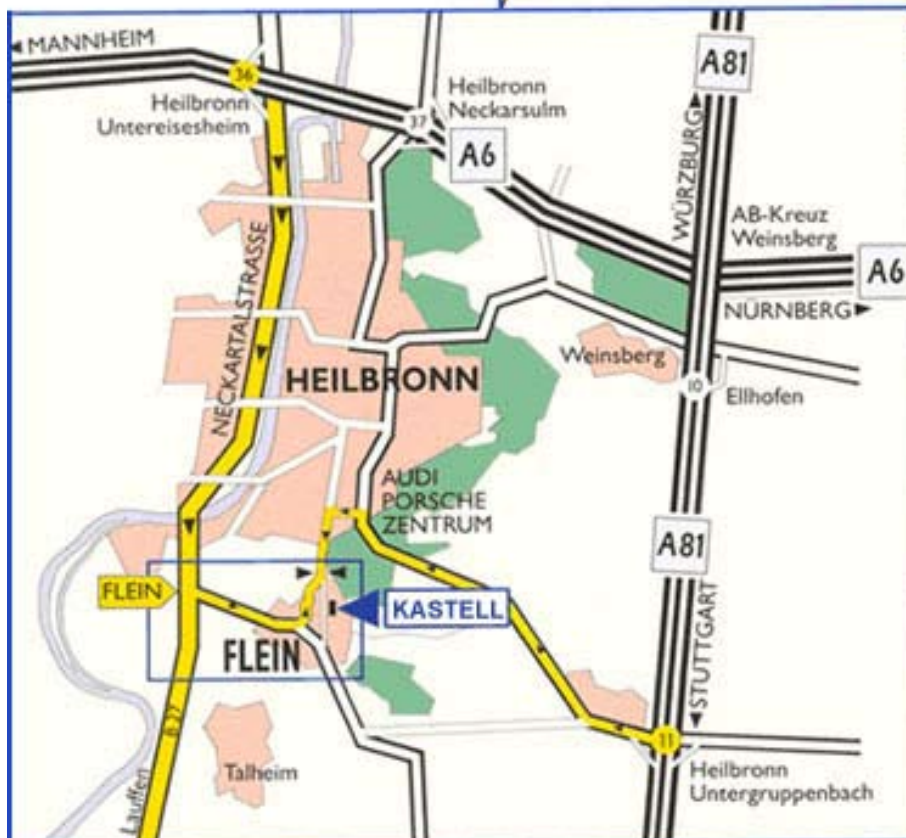 MANNHEIM
36
Heilbronn
Untereisesheim
37
Heilbronn
Neckarsulm
A6
A81
WÜRZBURG
AB-Kreuz
Weinsberg
A6
NÜRNBERG
NECKARTALSTRASSE
HEILBRONN
Weinsberg
10
Ellhofen
AUDI
PORSCHE
ZENTRUM
A81
FLEIN
KASTELL
FLEIN
STUTTGART
B 27
Talheim
Lauffen
11
Heilbronn
Untergruppenbach